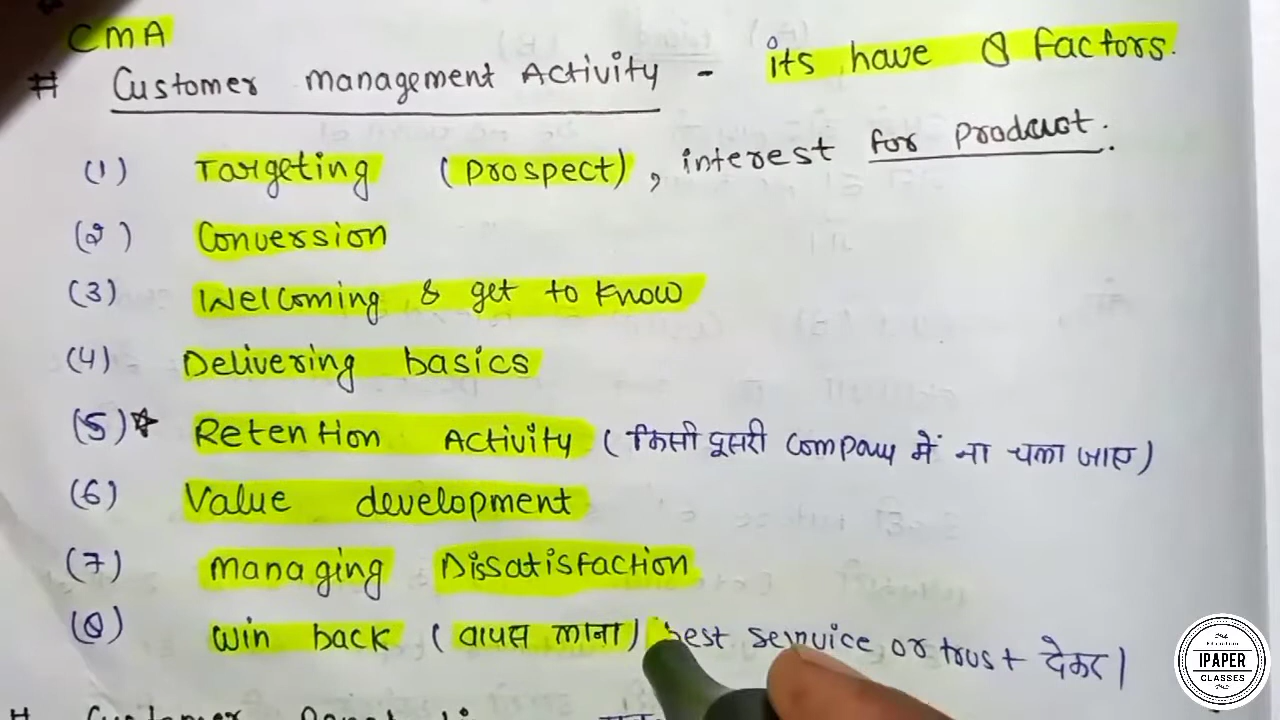 CMA
# Customer management Activity - its have 8 factors.
(1) Targeting (Prospect), interest for product.
(2) Conversion
(3) Welcoming & get to know
(4) Delivering basics
(5)* Retention Activity (किसी दूसरी company में ना चला जाए)
(6) Value development
(7) Managing Dissatisfaction
(8) Win back (वापस लाना) best service or trust देकर।
# Customer
IPAPER
CLASSES